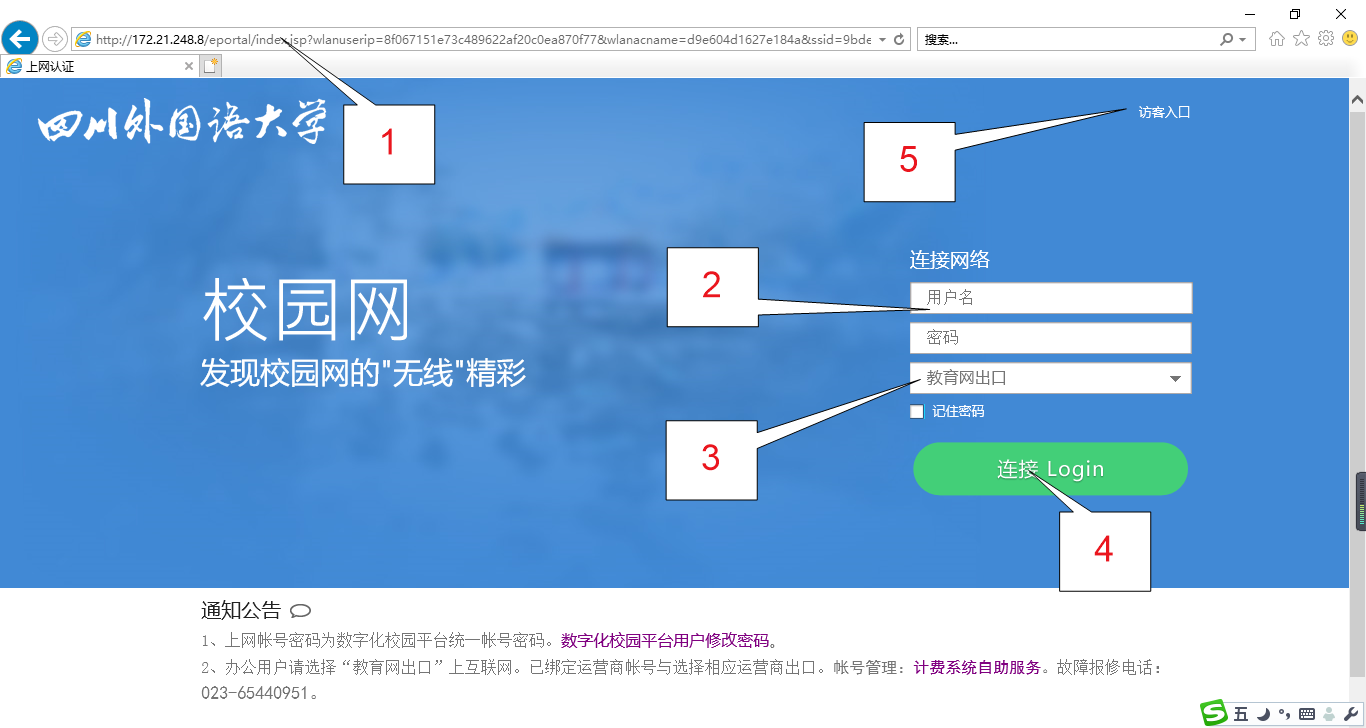 http://172.21.248.8/eportal/index.jsp?wlanuserip=8f067151e73c489622af20c0ea870f77&wlanacname=d9e604d1627e184a&ssid=9bde
搜索...
上网认证
四川外国语大学
1
访客入口
5
连接网络
2
用户名
校园网
密码
发现校园网的"无线"精彩
教育网出口
记住密码
3
连接 Login
4
通知公告
1、上网帐号密码为数字化校园平台统一帐号密码。数字化校园平台用户修改密码。
2、办公用户请选择“教育网出口”上互联网。已绑定运营商帐号与选择相应运营商出口。帐号管理：计费系统自助服务。故障报修电话：
023-65440951。
S 五